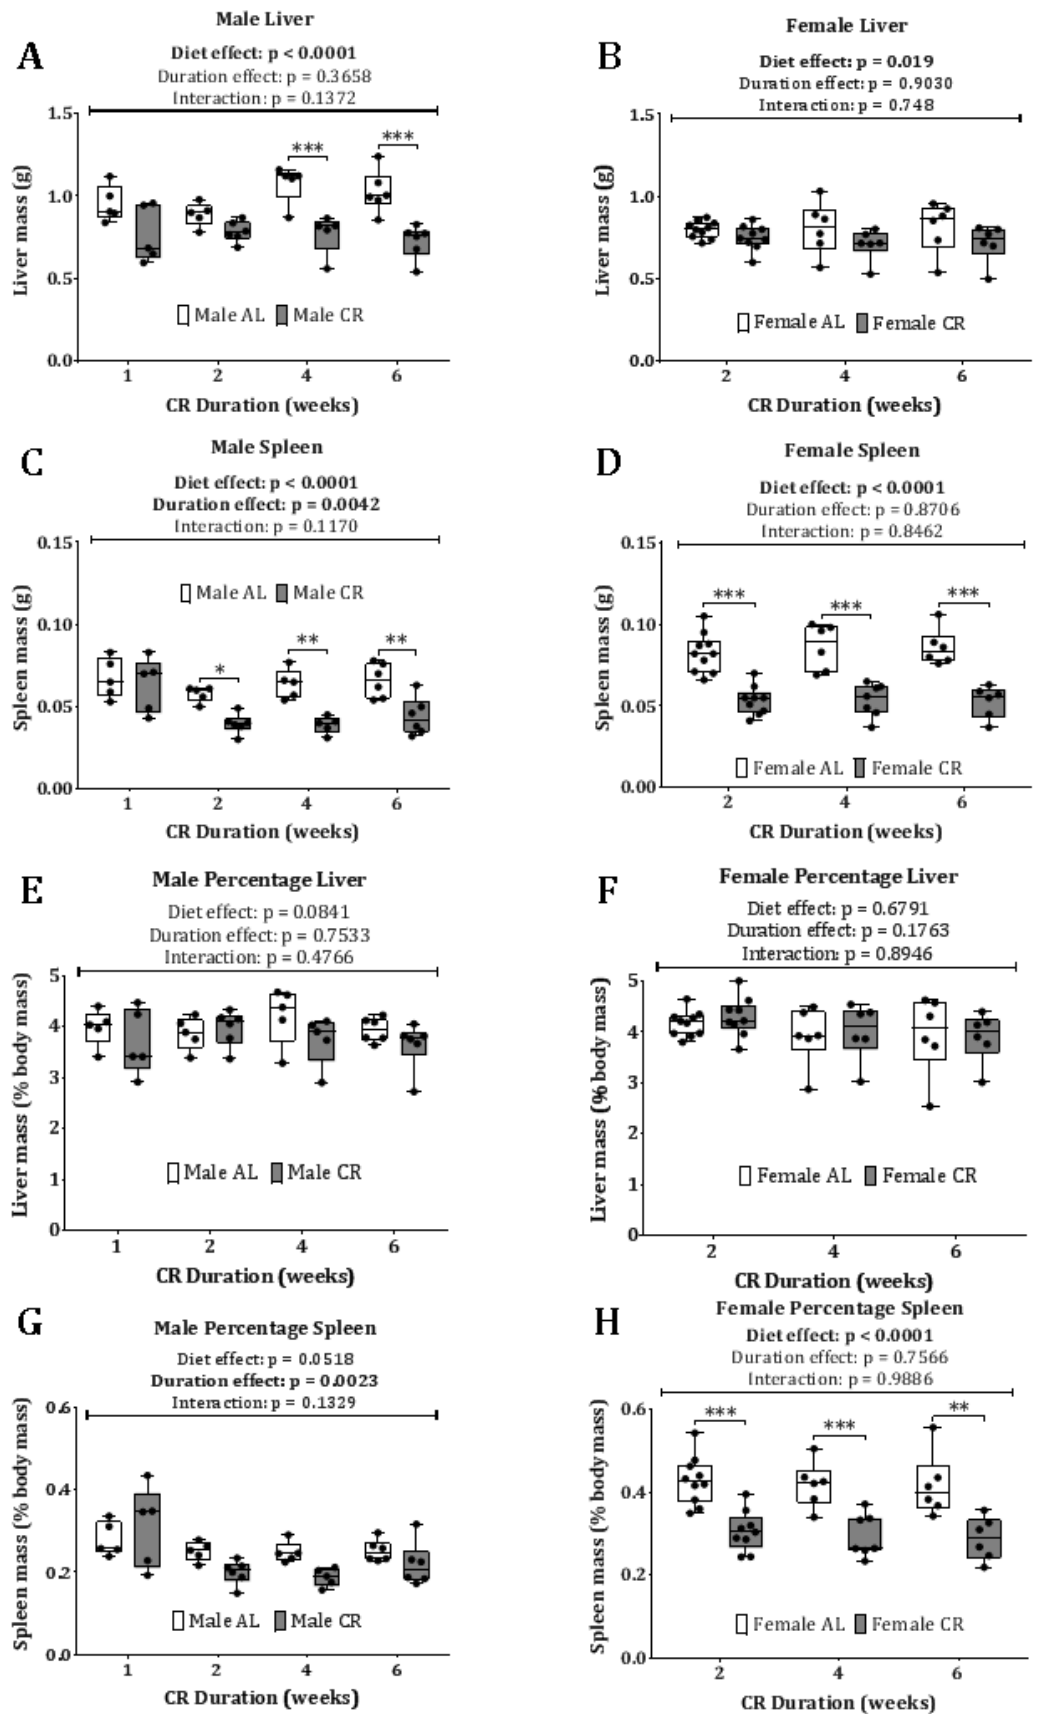 A
Male Liver
Diet effect: p < 0.0001
Duration effect: p = 0.3658
Interaction: p = 0.1372
1.5
1.0
0.5
0.0
Liver mass (g)
***
***
Male AL
Male CR
1 2 4 6
CR Duration (weeks)
B
Female Liver
Diet effect: p = 0.019
Duration effect: p = 0.9030
Interaction: p = 0.748
1.5
1.0
0.5
0.0
Liver mass (g)
Female AL
Female CR
2 4 6
CR Duration (weeks)
C
Male Spleen
Diet effect: p < 0.0001
Duration effect: p = 0.0042
Interaction: p = 0.1170
0.15
0.10
0.05
0.00
Spleen mass (g)
Male AL
Male CR
*
**
**
1 2 4 6
CR Duration (weeks)
D
Female Spleen
Diet effect: p < 0.0001
Duration effect: p = 0.8706
Interaction: p = 0.8462
0.15
0.10
0.05
0.00
Spleen mass (g)
***
***
***
Female AL
Female CR
2 4 6
CR Duration (weeks)
E
Male Percentage Liver
Diet effect: p = 0.0841
Duration effect: p = 0.7533
Interaction: p = 0.4766
5
4
3
2
1
0
Liver mass (% body mass)
Male AL
Male CR
1 2 4 6
CR Duration (weeks)
F
Female Percentage Liver
Diet effect: p = 0.6791
Duration effect: p = 0.1763
Interaction: p = 0.8946
5
4
3
2
1
0
Liver mass (% body mass)
Female AL
Female CR
2 4 6
CR Duration (weeks)
G
Male Percentage Spleen
Diet effect: p = 0.0518
Duration effect: p = 0.0023
Interaction: p = 0.1329
0.6
0.4
0.2
0.0
Spleen mass (% body mass)
Male AL
Male CR
1 2 4 6
CR Duration (weeks)
H
Female Percentage Spleen
Diet effect: p < 0.0001
Duration effect: p = 0.7566
Interaction: p = 0.9886
0.6
0.4
0.2
0.0
Spleen mass (% body mass)
***
***
**
Female AL
Female CR
2 4 6
CR Duration (weeks)